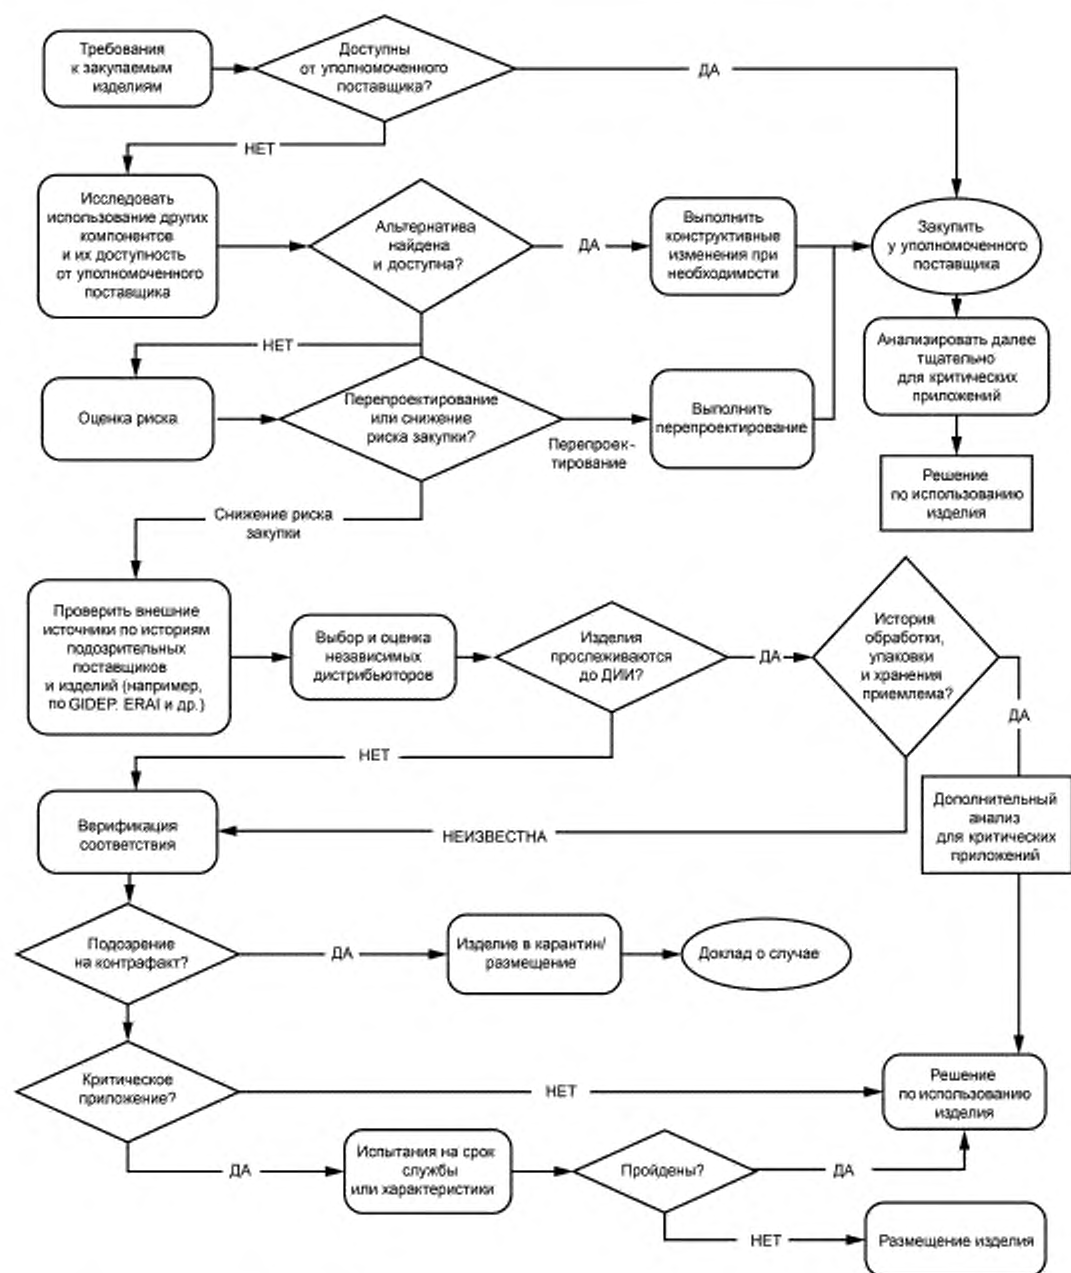 Требования
к закупаемым
изделиям
Доступны
от уполномоченного
поставщика?
ДА
НЕТ
Исследовать
использование других
компонентов
и их доступность
от уполномоченного
поставщика
Альтернатива
найдена
и доступна?
ДА
Выполнить
конструктивные
изменения при
необходимости
Закупить
у уполномоченного
поставщика
НЕТ
Анализировать далее
тщательно
для критических
приложений
Оценка риска
Перепроектирование
или снижение
риска закупки?
Перепроек-
тирование
Выполнить
перепроектирование
Решение
по использованию
изделия
Снижение риска
закупки
Проверить внешние
источники по историям
подозрительных
поставщиков
и изделий (например,
по GIDEP. ERAI и др.)
Выбор и оценка
независимых
дистрибьюторов
Изделия
прослеживаются
до ДИИ?
ДА
История
обработки,
упаковки
и хранения
приемлема?
ДА
НЕТ
Верификация
соответствия
НЕИЗВЕСТНА
Дополнительный
анализ
для критических
приложений
Подозрение
на контрафакт?
ДА
Изделие в карантин/
размещение
Доклад о случае
Критическое
приложение?
НЕТ
Решение
по использованию
изделия
ДА
Испытания на срок
службы
или характеристики
Пройдены?
ДА
НЕТ
Размещение изделия